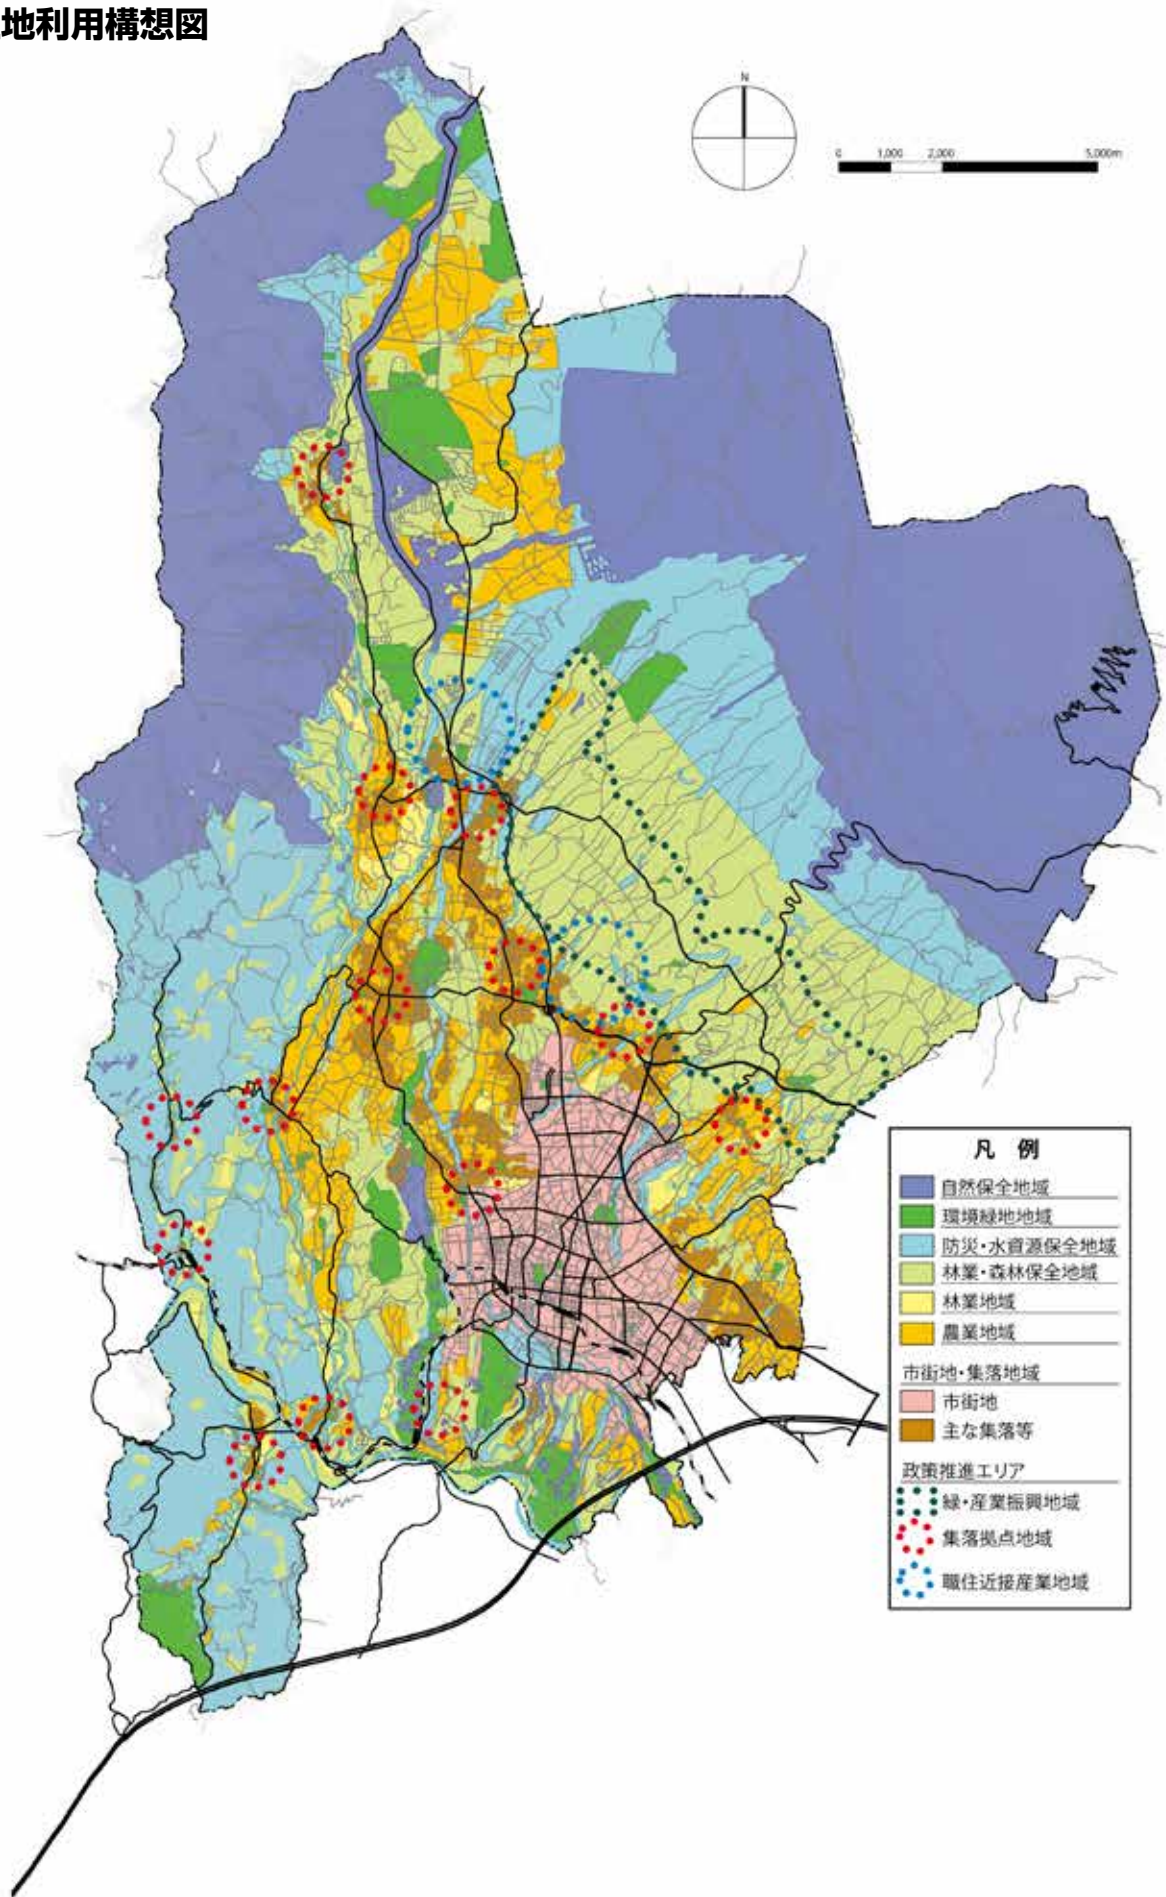 地利用構想図
N
0 1,000 2,000 5,000m
凡 例
自然保全地域
環境緑地地域
防災・水資源保全地域
林業・森林保全地域
林業地域
農業地域
市街地・集落地域
市街地
主な集落等
政策推進エリア
緑・産業振興地域
集落拠点地域
職住近接産業地域